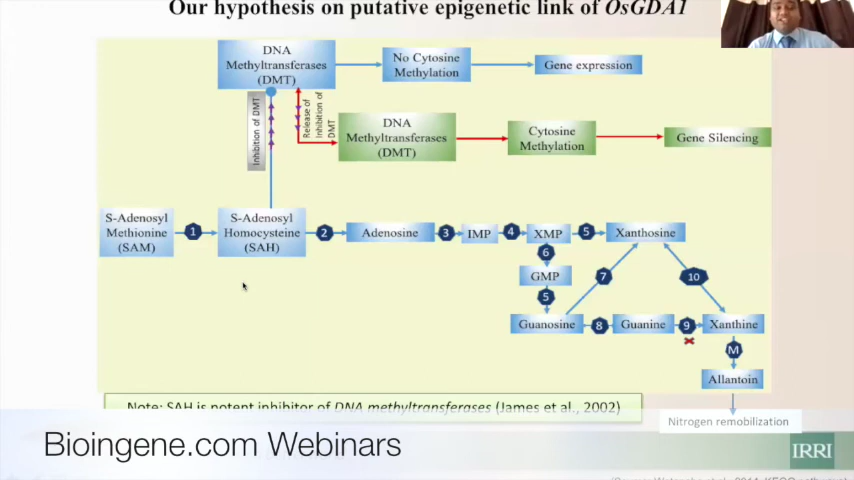 Our hypothesis on putative epigenetic link of OsGDA1
DNA
Methyltransferases
(DMT)
No Cytosine
Methylation
Gene expression
Inhibition of DMT
Release of
Inhibition of
DMT
DNA
Methyltransferases
(DMT)
Cytosine
Methylation
Gene Silencing
S-Adenosyl
Methionine
(SAM)
1
S-Adenosyl
Homocysteine
(SAH)
2
Adenosine
3
IMP
4
XMP
5
Xanthosine
6
GMP
7
10
5
Guanosine
8
Guanine
9
Xanthine
M
Allantoin
Note: SAH is potent inhibitor of DNA methyltransferases (James et al., 2002)
Nitrogen remobilization
Bioingene.com Webinars
IRRI